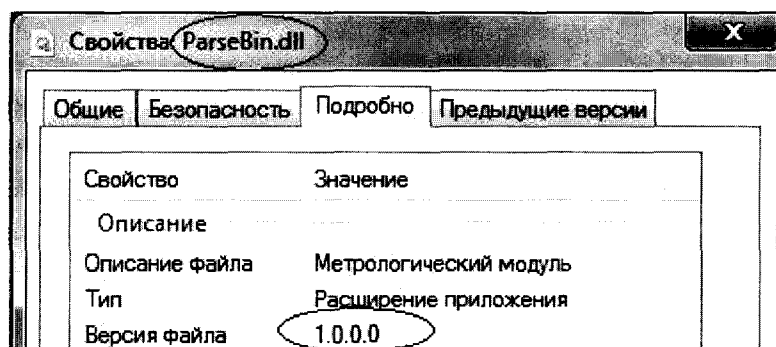 Свойства: ParseBin.dll
X
Общие Безопасность Подробно Предыдущие версии
Свойство Значение
Описание
Описание файла Метрологический модуль
Тип Расширение приложения
Версия файла 1.0.0.0